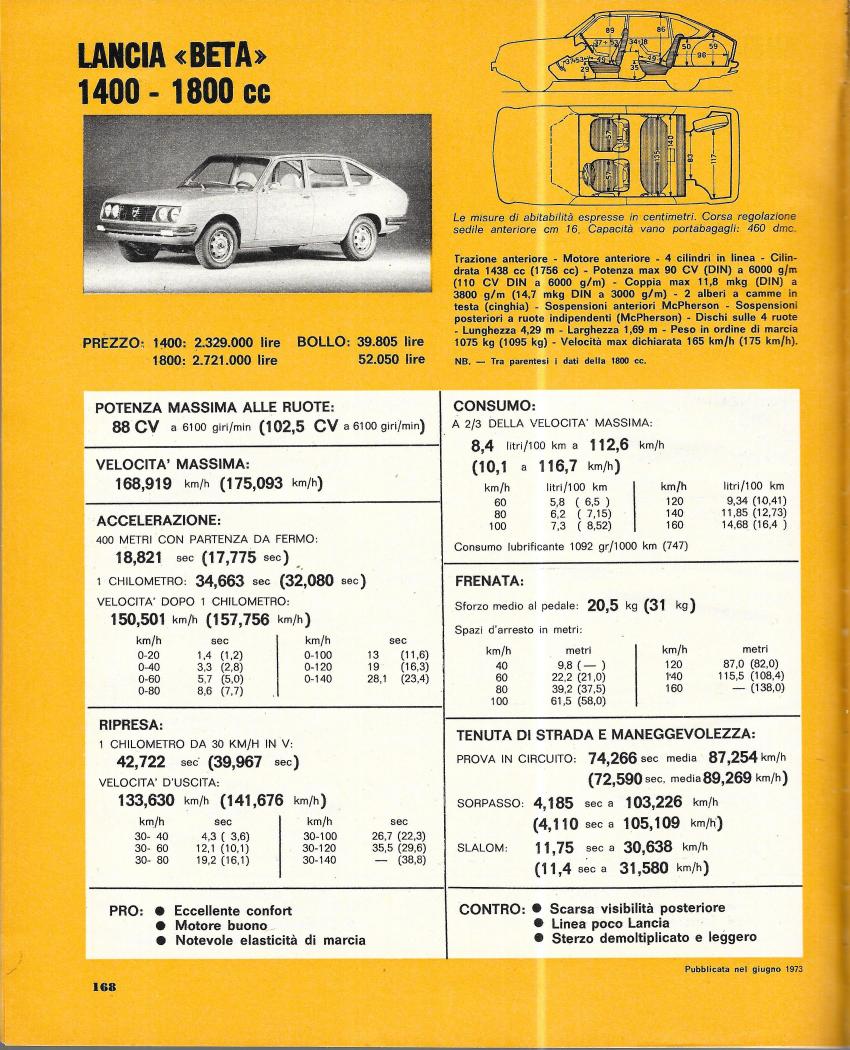 LANCIA «BETA»
1400 - 1800 cc
89
86
37÷53
34÷18
50
59
96
49
49
37÷53
29
35
29
57
141
57
135
140
83
117
Le misure di abitabilità espresse in centimetri. Corsa regolazione
sedile anteriore cm 16. Capacità vano portabagagli: 460 dmc.
Trazione anteriore - Motore anteriore - 4 cilindri in linea - Cilin-
drata 1438 cc (1756 cc) - Potenza max 90 CV (DIN) a 6000 g/m
(110 CV DIN a 6000 g/m) - Coppia max 11,8 mkg (DIN) a
3800 g/m (14,7 mkg DIN a 3000 g/m) - 2 alberi a camme in
testa (cinghia) - Sospensioni anteriori McPherson - Sospensioni
posteriori a ruote indipendenti (McPherson) - Dischi sulle 4 ruote
- Lunghezza 4,29 m - Larghezza 1,69 m - Peso in ordine di marcia
1075 kg (1095 kg) - Velocità max dichiarata 165 km/h (175 km/h).
NB. — Tra parentesi i dati della 1800 cc.
PREZZO: 1400: 2.329.000 lire BOLLO: 39.805 lire
1800: 2.721.000 lire 52.050 lire
POTENZA MASSIMA ALLE RUOTE:
88 CV a 6100 giri/min (102,5 CV a 6100 giri/min)
VELOCITA' MASSIMA:
168,919 km/h (175,093 km/h)
ACCELERAZIONE:
400 METRI CON PARTENZA DA FERMO:
18,821 sec (17,775 sec)
1 CHILOMETRO: 34,663 sec (32,080 sec)
VELOCITA' DOPO 1 CHILOMETRO:
150,501 km/h (157,756 km/h)
km/h sec km/h sec
0-20 1,4 (1,2) 0-100 13 (11,6)
0-40 3,3 (2,8) 0-120 19 (16,3)
0-60 5,7 (5,0) 0-140 28,1 (23,4)
0-80 8,6 (7,7)
RIPRESA:
1 CHILOMETRO DA 30 KM/H IN V:
42,722 sec (39,967 sec)
VELOCITA' D'USCITA:
133,630 km/h (141,676 km/h)
km/h sec km/h sec
30- 40 4,3 ( 3,6) 30-100 26,7 (22,3)
30- 60 12,1 (10,1) 30-120 35,5 (29,6)
30- 80 19,2 (16,1) 30-140 — (38,8)
PRO: ● Eccellente confort
● Motore buono
● Notevole elasticità di marcia
CONSUMO:
A 2/3 DELLA VELOCITA' MASSIMA:
8,4 litri/100 km a 112,6 km/h
(10,1 a 116,7 km/h)
km/h litri/100 km km/h litri/100 km
60 5,8 ( 6,5 ) 120 9,34 (10,41)
80 6,2 ( 7,15) 140 11,85 (12,73)
100 7,3 ( 8,52) 160 14,68 (16,4 )
Consumo lubrificante 1092 gr/1000 km (747)
FRENATA:
Sforzo medio al pedale: 20,5 kg (31 kg)
Spazi d'arresto in metri:
km/h metri km/h metri
40 9,8 ( — ) 120 87,0 (82,0)
60 22,2 (21,0) 140 115,5 (108,4)
80 39,2 (37,5) 160 — (138,0)
100 61,5 (58,0)
TENUTA DI STRADA E MANEGGEVOLEZZA:
PROVA IN CIRCUITO: 74,266 sec media 87,254 km/h
(72,590 sec. media 89,269 km/h)
SORPASSO: 4,185 sec a 103,226 km/h
(4,110 sec a 105,109 km/h)
SLALOM: 11,75 sec a 30,638 km/h
(11,4 sec a 31,580 km/h)
CONTRO: ● Scarsa visibilità posteriore
● Linea poco Lancia
● Sterzo demoltiplicato e leggero
Pubblicata nel giugno 1973
168